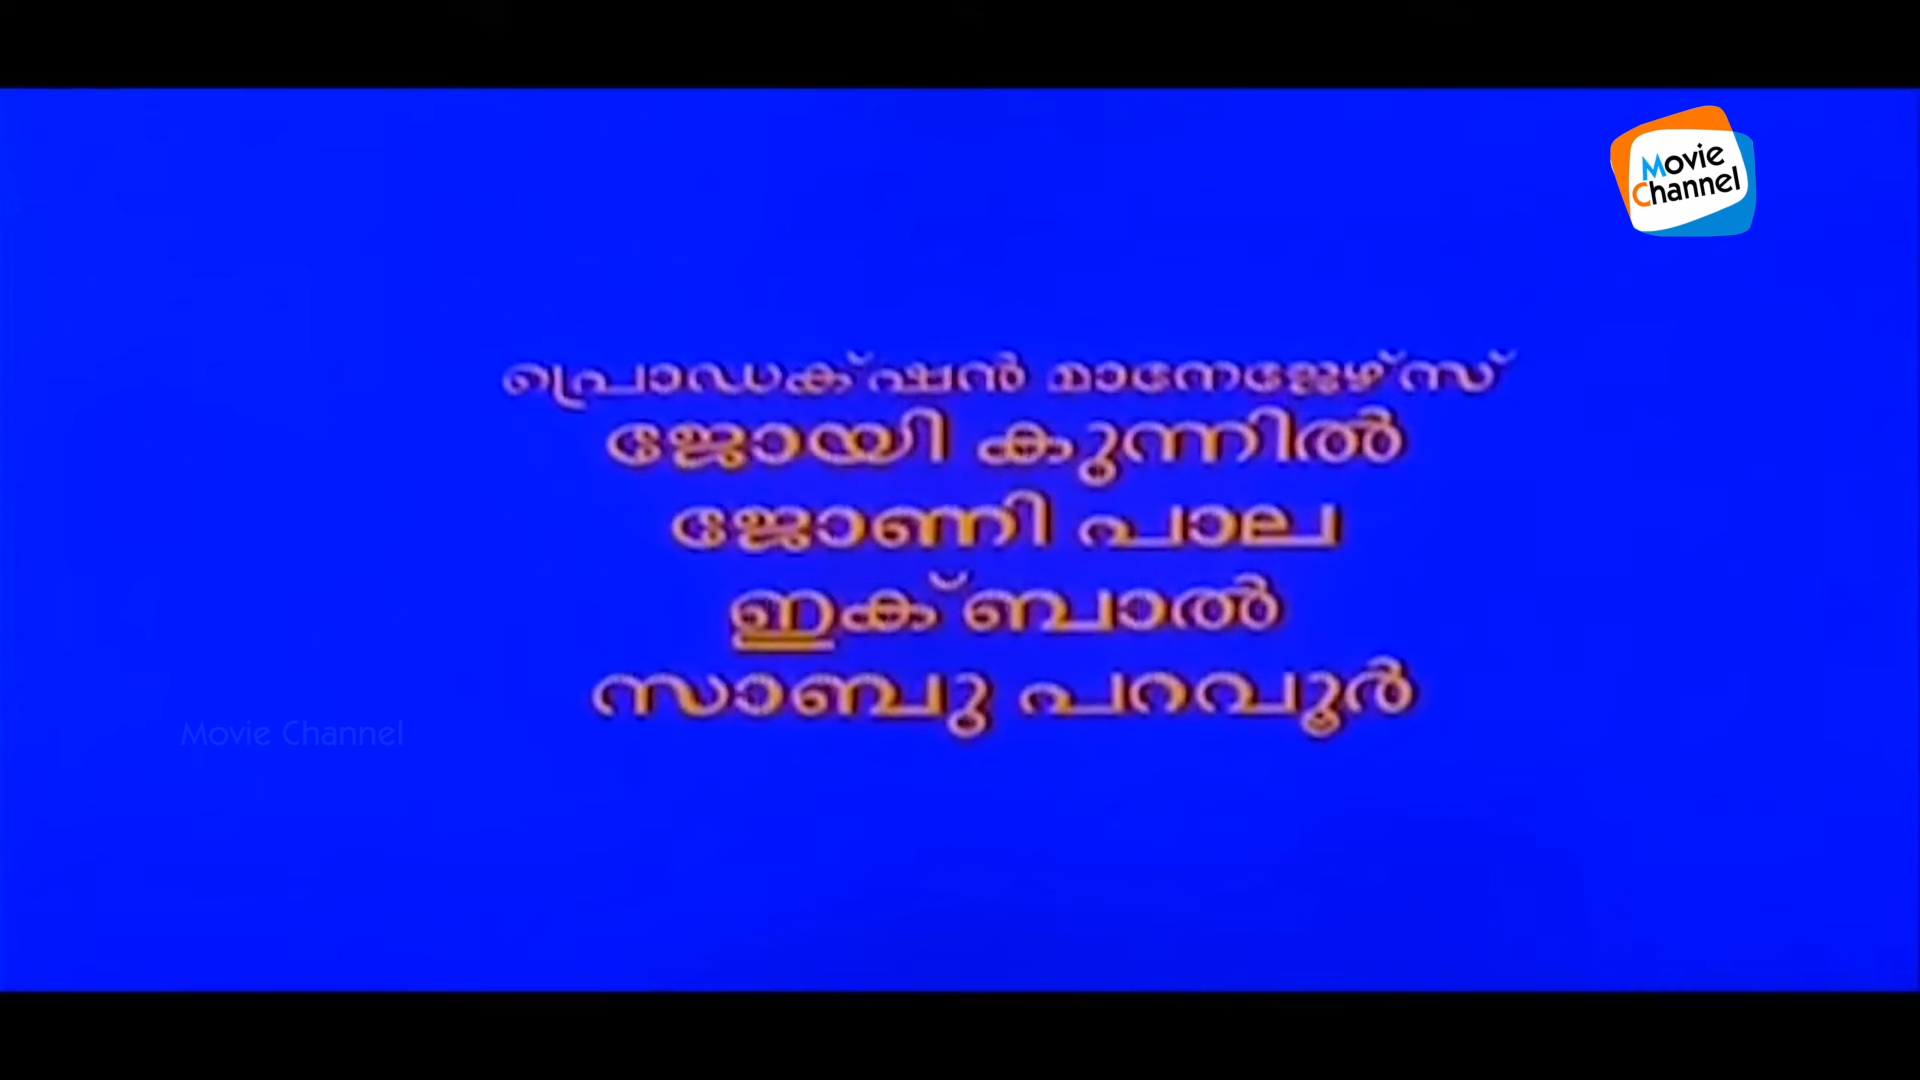 Movie
Channel
പ്രൊഡക്ഷൻ മാനേജേഴ്സ്
ജോയി കുന്നിൽ
ജോണി പാല
ഇക്ബാൽ
സാബു പറവൂർ
Movie Channel